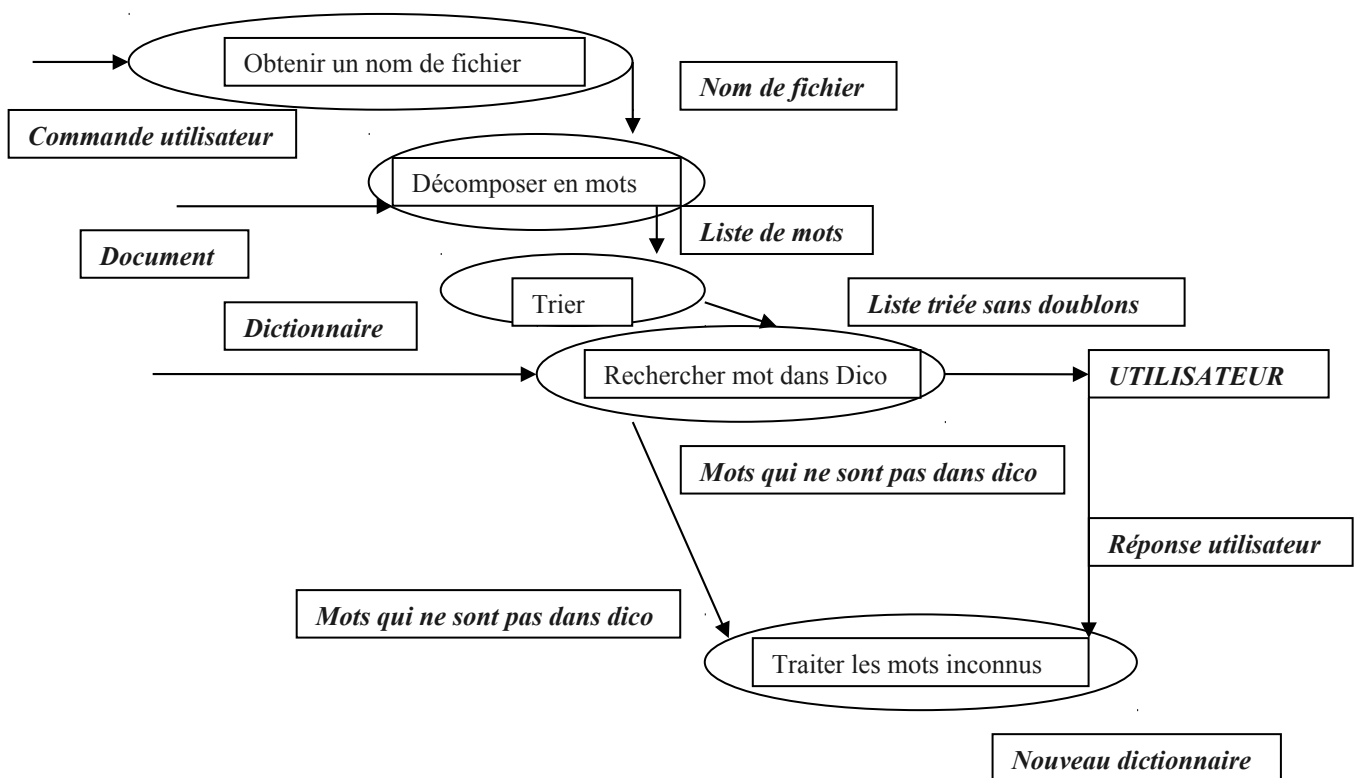 Obtenir un nom de fichier
Nom de fichier
Commande utilisateur
Décomposer en mots
Liste de mots
Document
Trier
Liste triée sans doublons
Dictionnaire
Rechercher mot dans Dico
UTILISATEUR
Mots qui ne sont pas dans dico
Réponse utilisateur
Mots qui ne sont pas dans dico
Traiter les mots inconnus
Nouveau dictionnaire